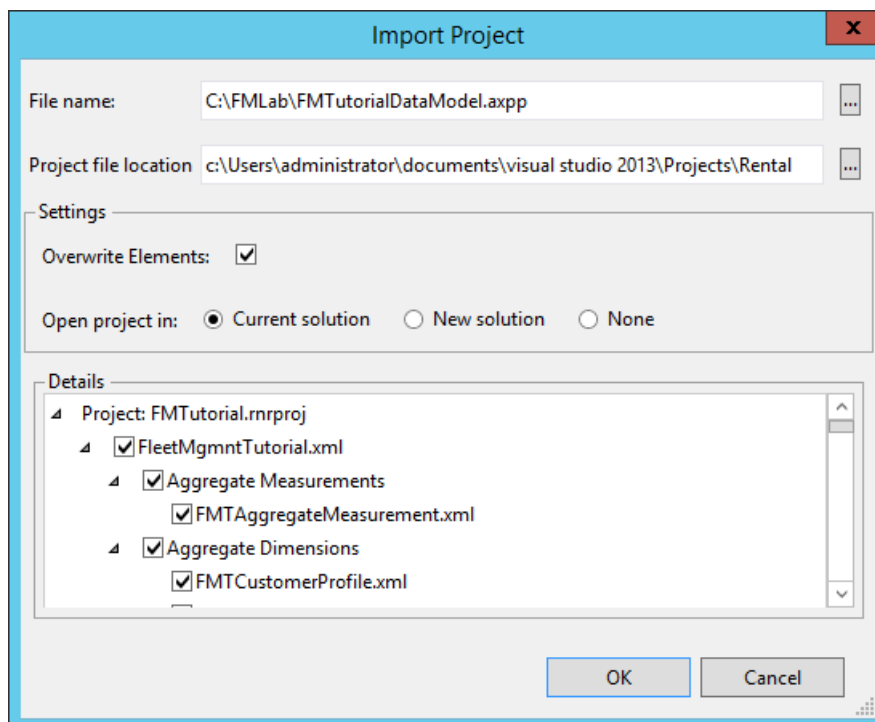 Import Project
x
File name: C:\FMLab\FMTutorialDataModel.axpp ...
Project file location c:\Users\administrator\documents\visual studio 2013\Projects\Rental ...
Settings
Overwrite Elements:
Open project in: Current solution New solution None
Details
Project: FMTutorial.rnrproj
FleetMgmntTutorial.xml
Aggregate Measurements
FMTAggregateMeasurement.xml
Aggregate Dimensions
FMTCustomerProfile.xml
OK Cancel